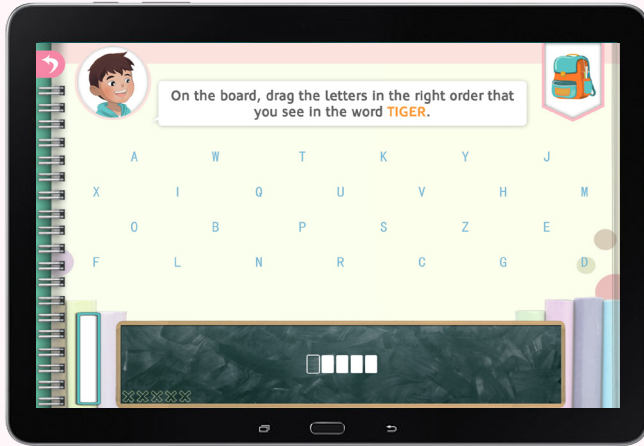 On the board, drag the letters in the right order that
you see in the word TIGER.
A W T K Y J
X I Q U V H M
O B P S Z E
F L N R C G D